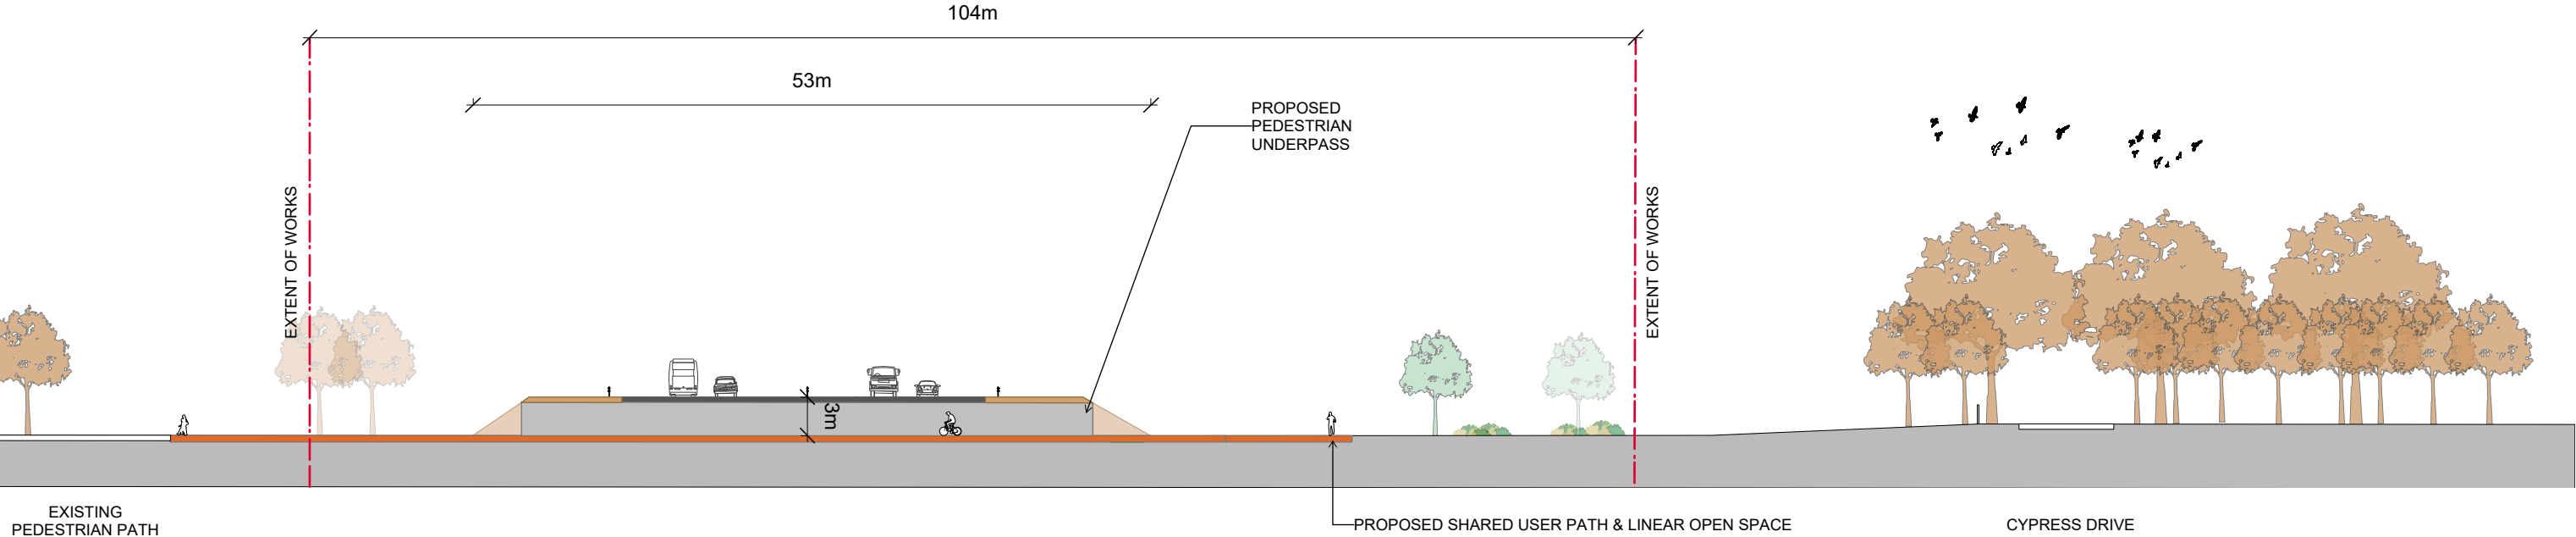 104m
53m
PROPOSED
PEDESTRIAN
UNDERPASS
EXTENT OF WORKS
EXTENT OF WORKS
3m
EXISTING
PEDESTRIAN PATH
PROPOSED SHARED USER PATH & LINEAR OPEN SPACE
CYPRESS DRIVE